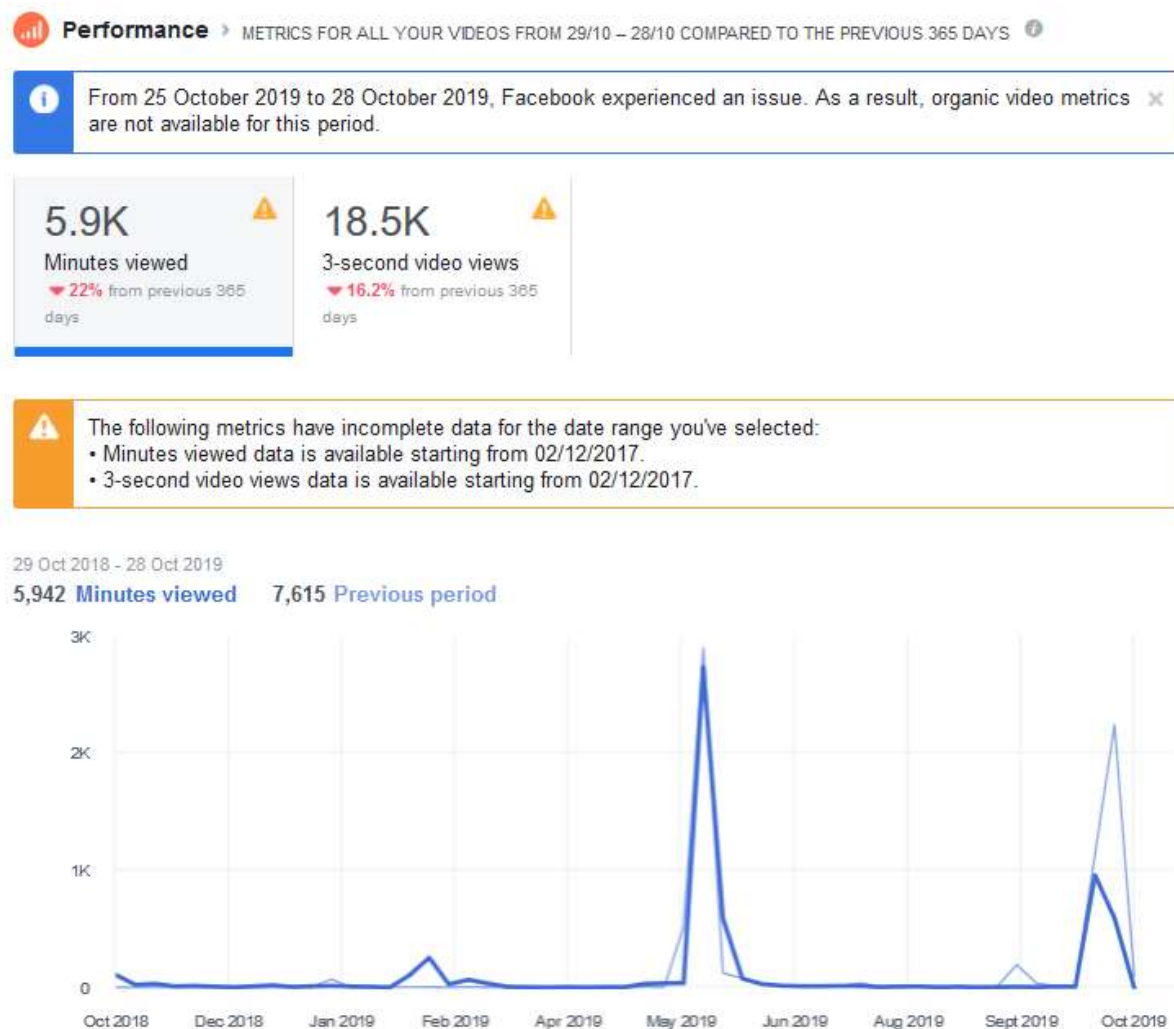 Performance > METRICS FOR ALL YOUR VIDEOS FROM 29/10 – 28/10 COMPARED TO THE PREVIOUS 365 DAYS
From 25 October 2019 to 28 October 2019, Facebook experienced an issue. As a result, organic video metrics
are not available for this period.
5.9K
Minutes viewed
22% from previous 365
days
18.5K
3-second video views
16.2% from previous 365
days
The following metrics have incomplete data for the date range you've selected:
• Minutes viewed data is available starting from 02/12/2017.
• 3-second video views data is available starting from 02/12/2017.
29 Oct 2018 - 28 Oct 2019
5,942 Minutes viewed 7,615 Previous period
3K
2K
1K
0
Oct 2018 Dec 2018 Jan 2019 Feb 2019 Apr 2019 May 2019 Jun 2019 Aug 2019 Sept 2019 Oct 2019